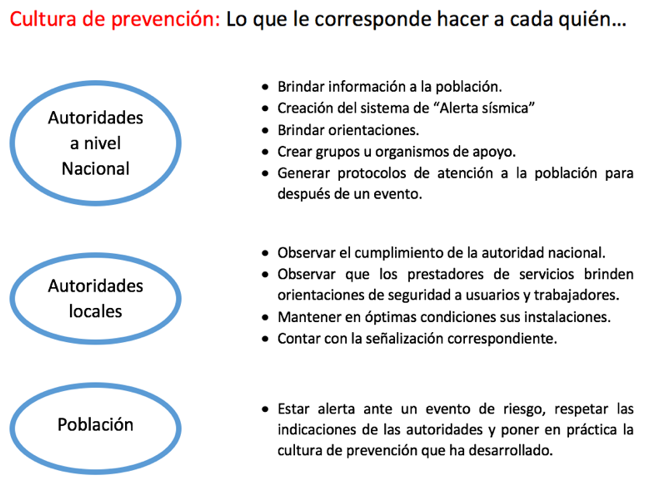 Cultura de prevención: Lo que le corresponde hacer a cada quién...
Autoridades
a nivel
Nacional
• Brindar información a la población.
• Creación del sistema de “Alerta sísmica”
• Brindar orientaciones.
• Crear grupos u organismos de apoyo.
• Generar protocolos de atención a la población para
después de un evento.
Autoridades
locales
• Observar el cumplimiento de la autoridad nacional.
• Observar que los prestadores de servicios brinden
orientaciones de seguridad a usuarios y trabajadores.
• Mantener en óptimas condiciones sus instalaciones.
• Contar con la señalización correspondiente.
Población
• Estar alerta ante un evento de riesgo, respetar las
indicaciones de las autoridades y poner en práctica la
cultura de prevención que ha desarrollado.